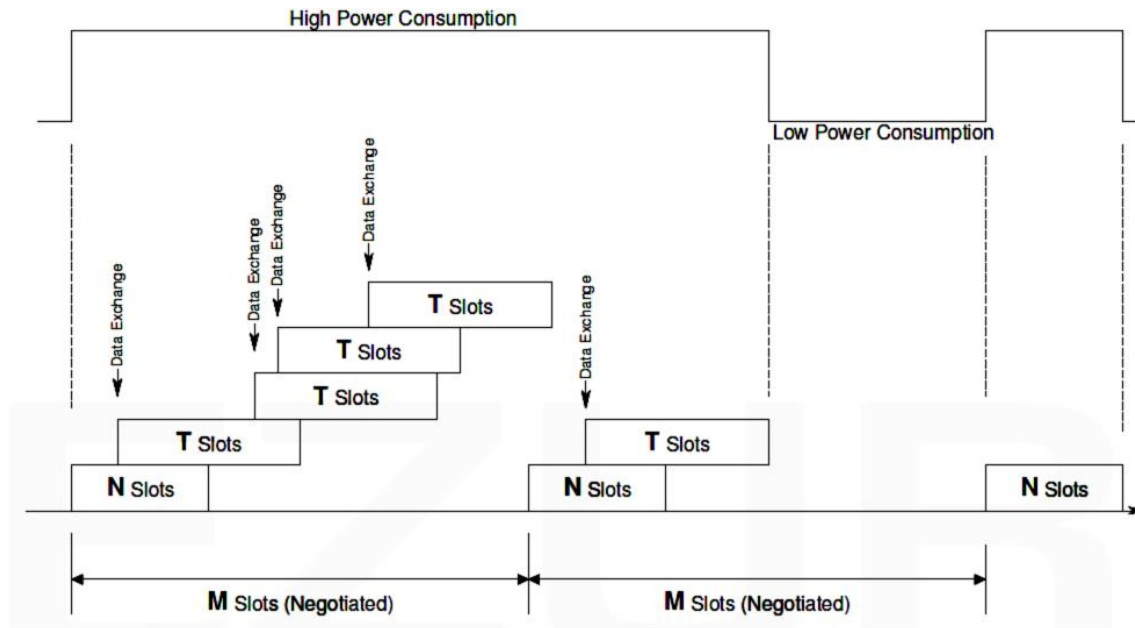 High Power Consumption
Low Power Consumption
Data Exchange
Data Exchange
Data Exchange
Data Exchange
Data Exchange
T Slots
T Slots
T Slots
T Slots
T Slots
N Slots
N Slots
N Slots
M Slots (Negotiated)
M Slots (Negotiated)
EZUR